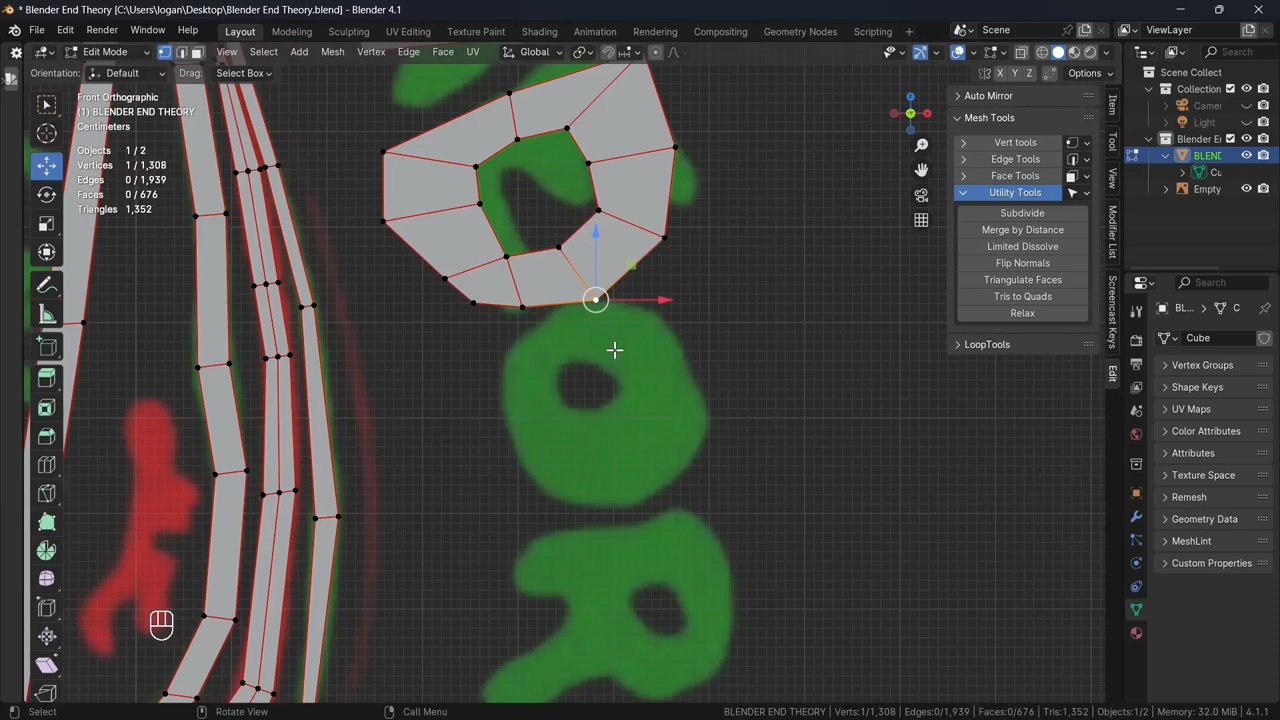 * Blender End Theory [C:\Users\logan\Desktop\Blender End Theory.blend] - Blender 4.1
File Edit Render Window Help Layout Modeling Sculpting UV Editing Texture Paint Shading Animation Rendering Compositing Geometry Nodes Scripting + Scene ViewLayer
Edit Mode View Select Add Mesh Vertex Edge Face UV Global Search
Orientation: Default Drag: Select Box X Y Z Options
Scene Collect
Front Orthographic
(1) BLENDER END THEORY
Centimeters
Objects 1 / 2
Vertices 1 / 1,308
Edges 0 / 1,939
Faces 0 / 676
Triangles 1,352
Auto Mirror
Mesh Tools
Vert tools
Edge Tools
Face Tools
Utility Tools
Subdivide
Merge by Distance
Limited Dissolve
Flip Normals
Triangulate Faces
Tris to Quads
Relax
LoopTools
Item
Tool
View
Modifier List
Screencast Keys
Edit
Collection
Camer
Light
Blender E
BLEND
Cu
Empty
Search
BL... C
Cube
Vertex Groups
Shape Keys
UV Maps
Color Attributes
Attributes
Texture Space
Remesh
Geometry Data
MeshLint
Custom Properties
Select Rotate View Call Menu BLENDER END THEORY | Verts:1/1,308 | Edges:0/1,939 | Faces:0/676 | Tris:1,352 | Objects:1/2 | Memory: 32.0 MiB | 4.1.1